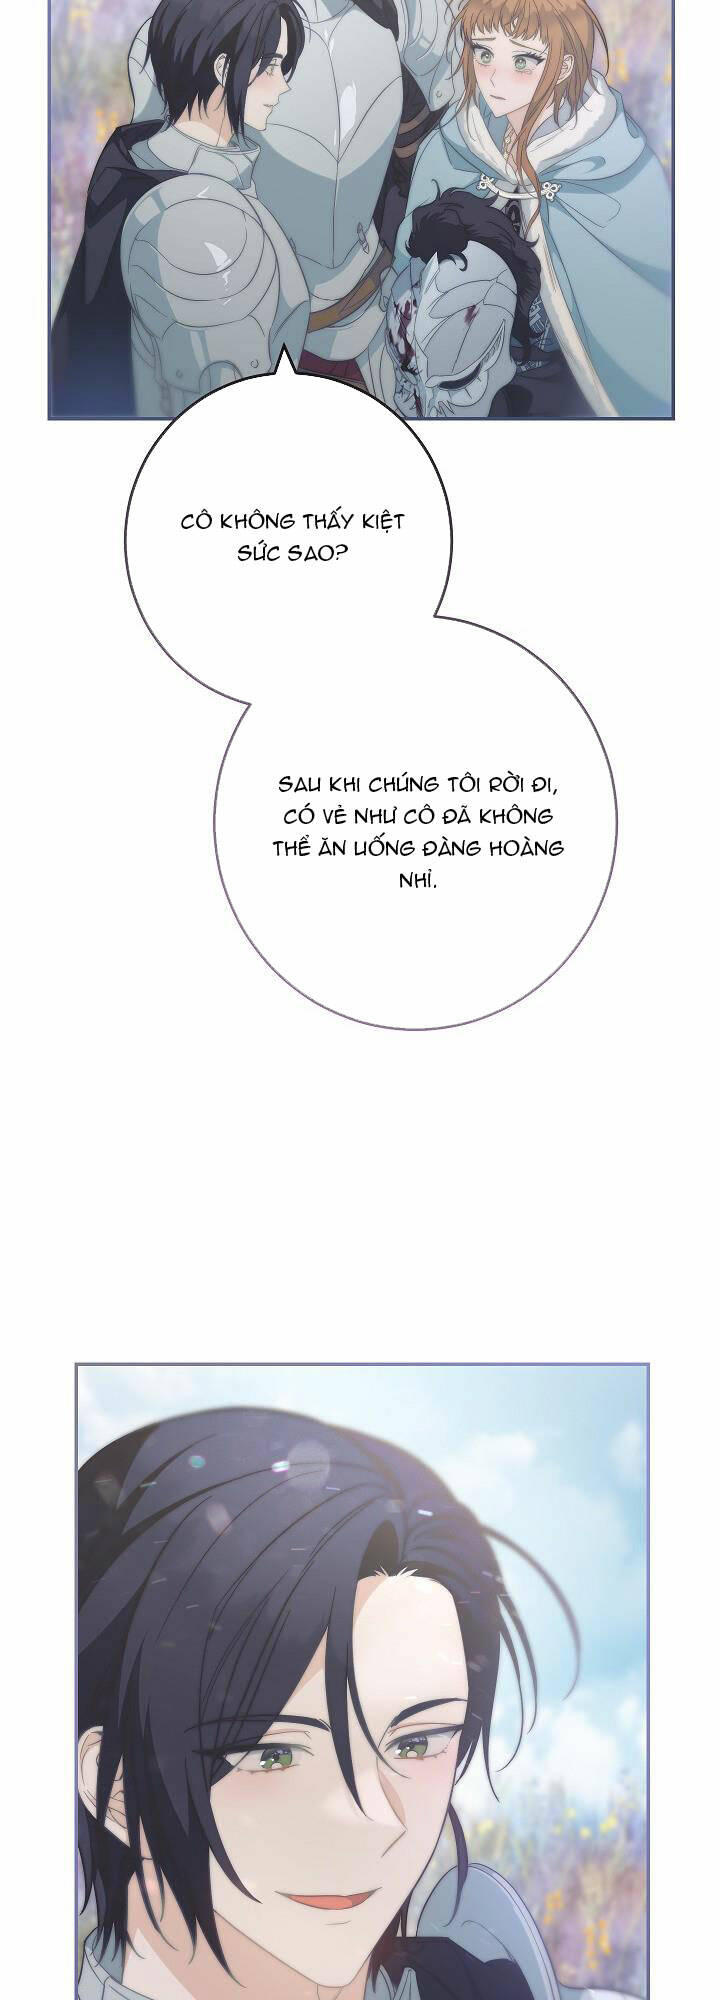 CÔ KHÔNG THẤY KIỆT
SỨC SAO?
SAU KHI CHÚNG TÔI RỜI ĐI,
CÓ VẺ NHƯ CÔ ĐÃ KHÔNG
THỂ ĂN UỐNG ĐÀNG HOÀNG
NHỈ.